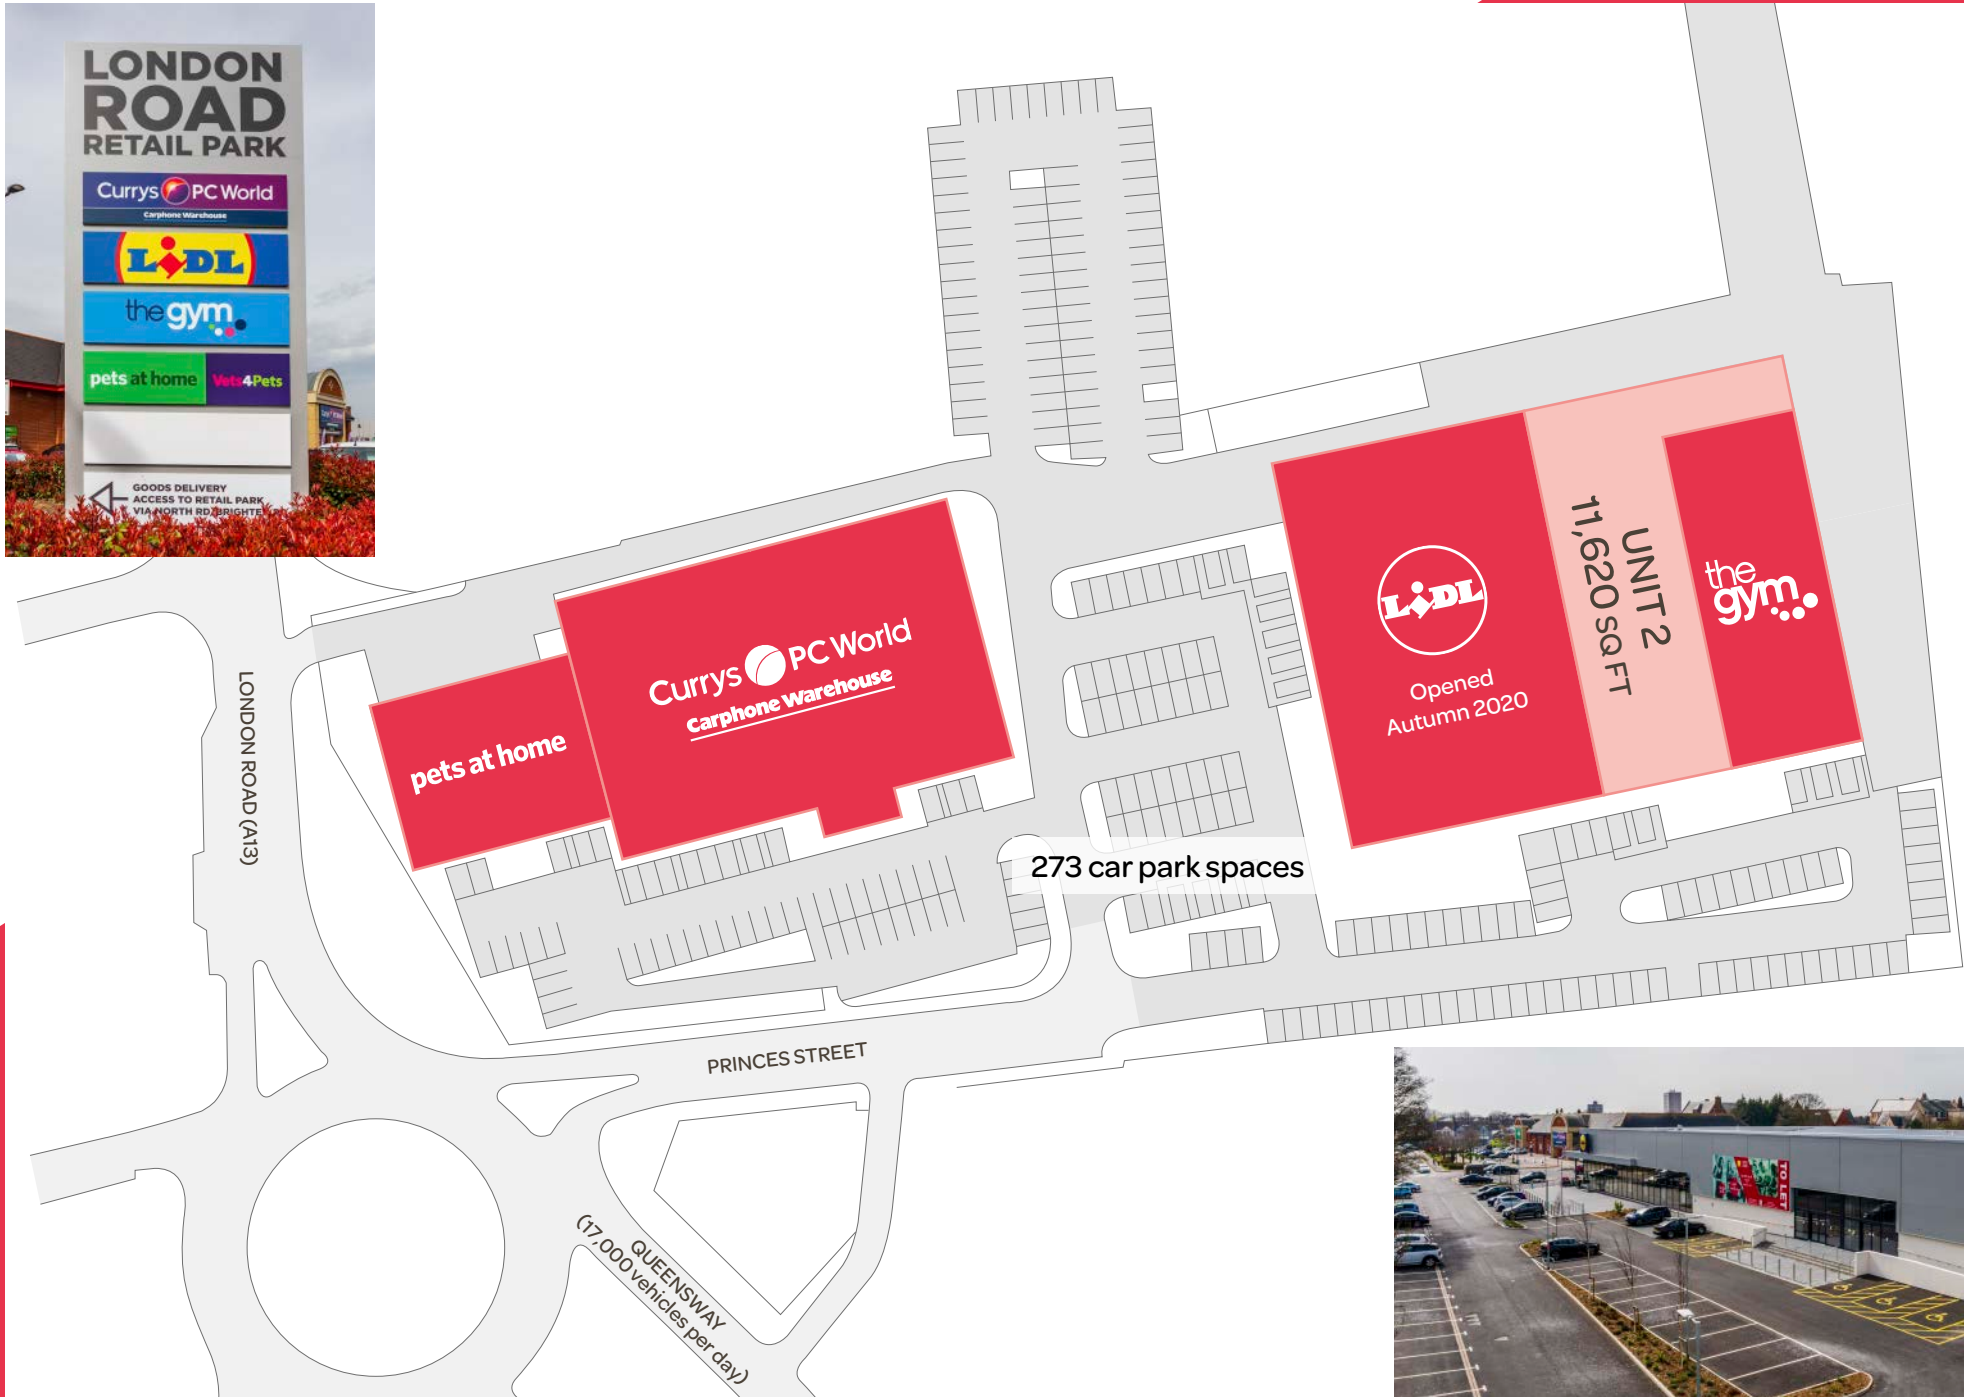 LONDON
ROAD
RETAIL PARK
Currys PC World
Carphone Warehouse
LIDL
the gym
pets at home Vets4Pets
GOODS DELIVERY
ACCESS TO RETAIL PARK
VIA NORTH RD/BRIGHTE
pets at home
Currys PC World
Carphone Warehouse
LIDL
Opened
Autumn 2020
UNIT 2
11,620 SQ FT
the
gym
LONDON ROAD (A13)
273 car park spaces
PRINCES STREET
QUEENSWAY
(17,000 vehicles per day)
TO LET